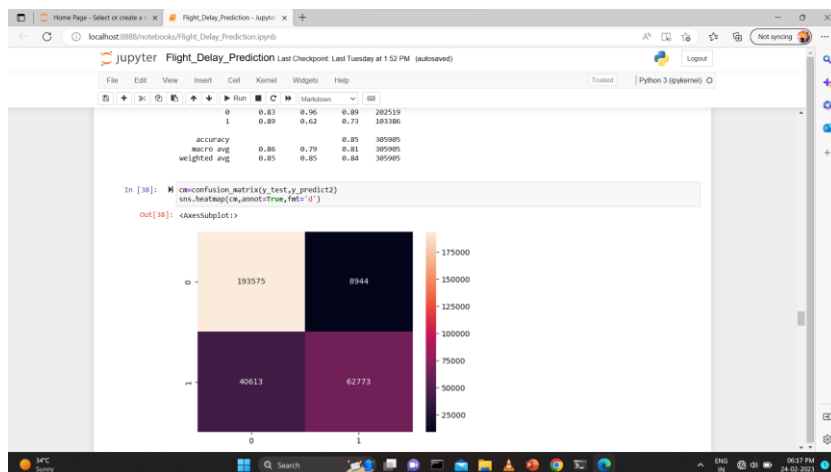 Home Page - Select or create a n
Flight_Delay_Prediction - Jupyter
localhost:8888/notebooks/Flight_Delay_Prediction.ipynb
Not syncing
jupyter Flight_Delay_Prediction Last Checkpoint: Last Tuesday at 1:52 PM (autosaved)
Logout
File Edit View Insert Cell Kernel Widgets Help
Trusted
Python 3 (ipykernel)
Run
Markdown
0 0.83 0.96 0.89 202519
1 0.89 0.62 0.73 103386
accuracy 0.85 305905
macro avg 0.86 0.79 0.81 305905
weighted avg 0.85 0.85 0.84 305905
In [38]:
cm=confusion_matrix(y_test,y_predict2)
sns.heatmap(cm,annot=True,fmt='d')
Out[38]: <AxesSubplot:>
175000
150000
125000
100000
75000
50000
25000
0
193575 8944
1
40613 62773
0 1
34°C
Sunny
Search
ENG
IN
06:17 PM
24-02-2023